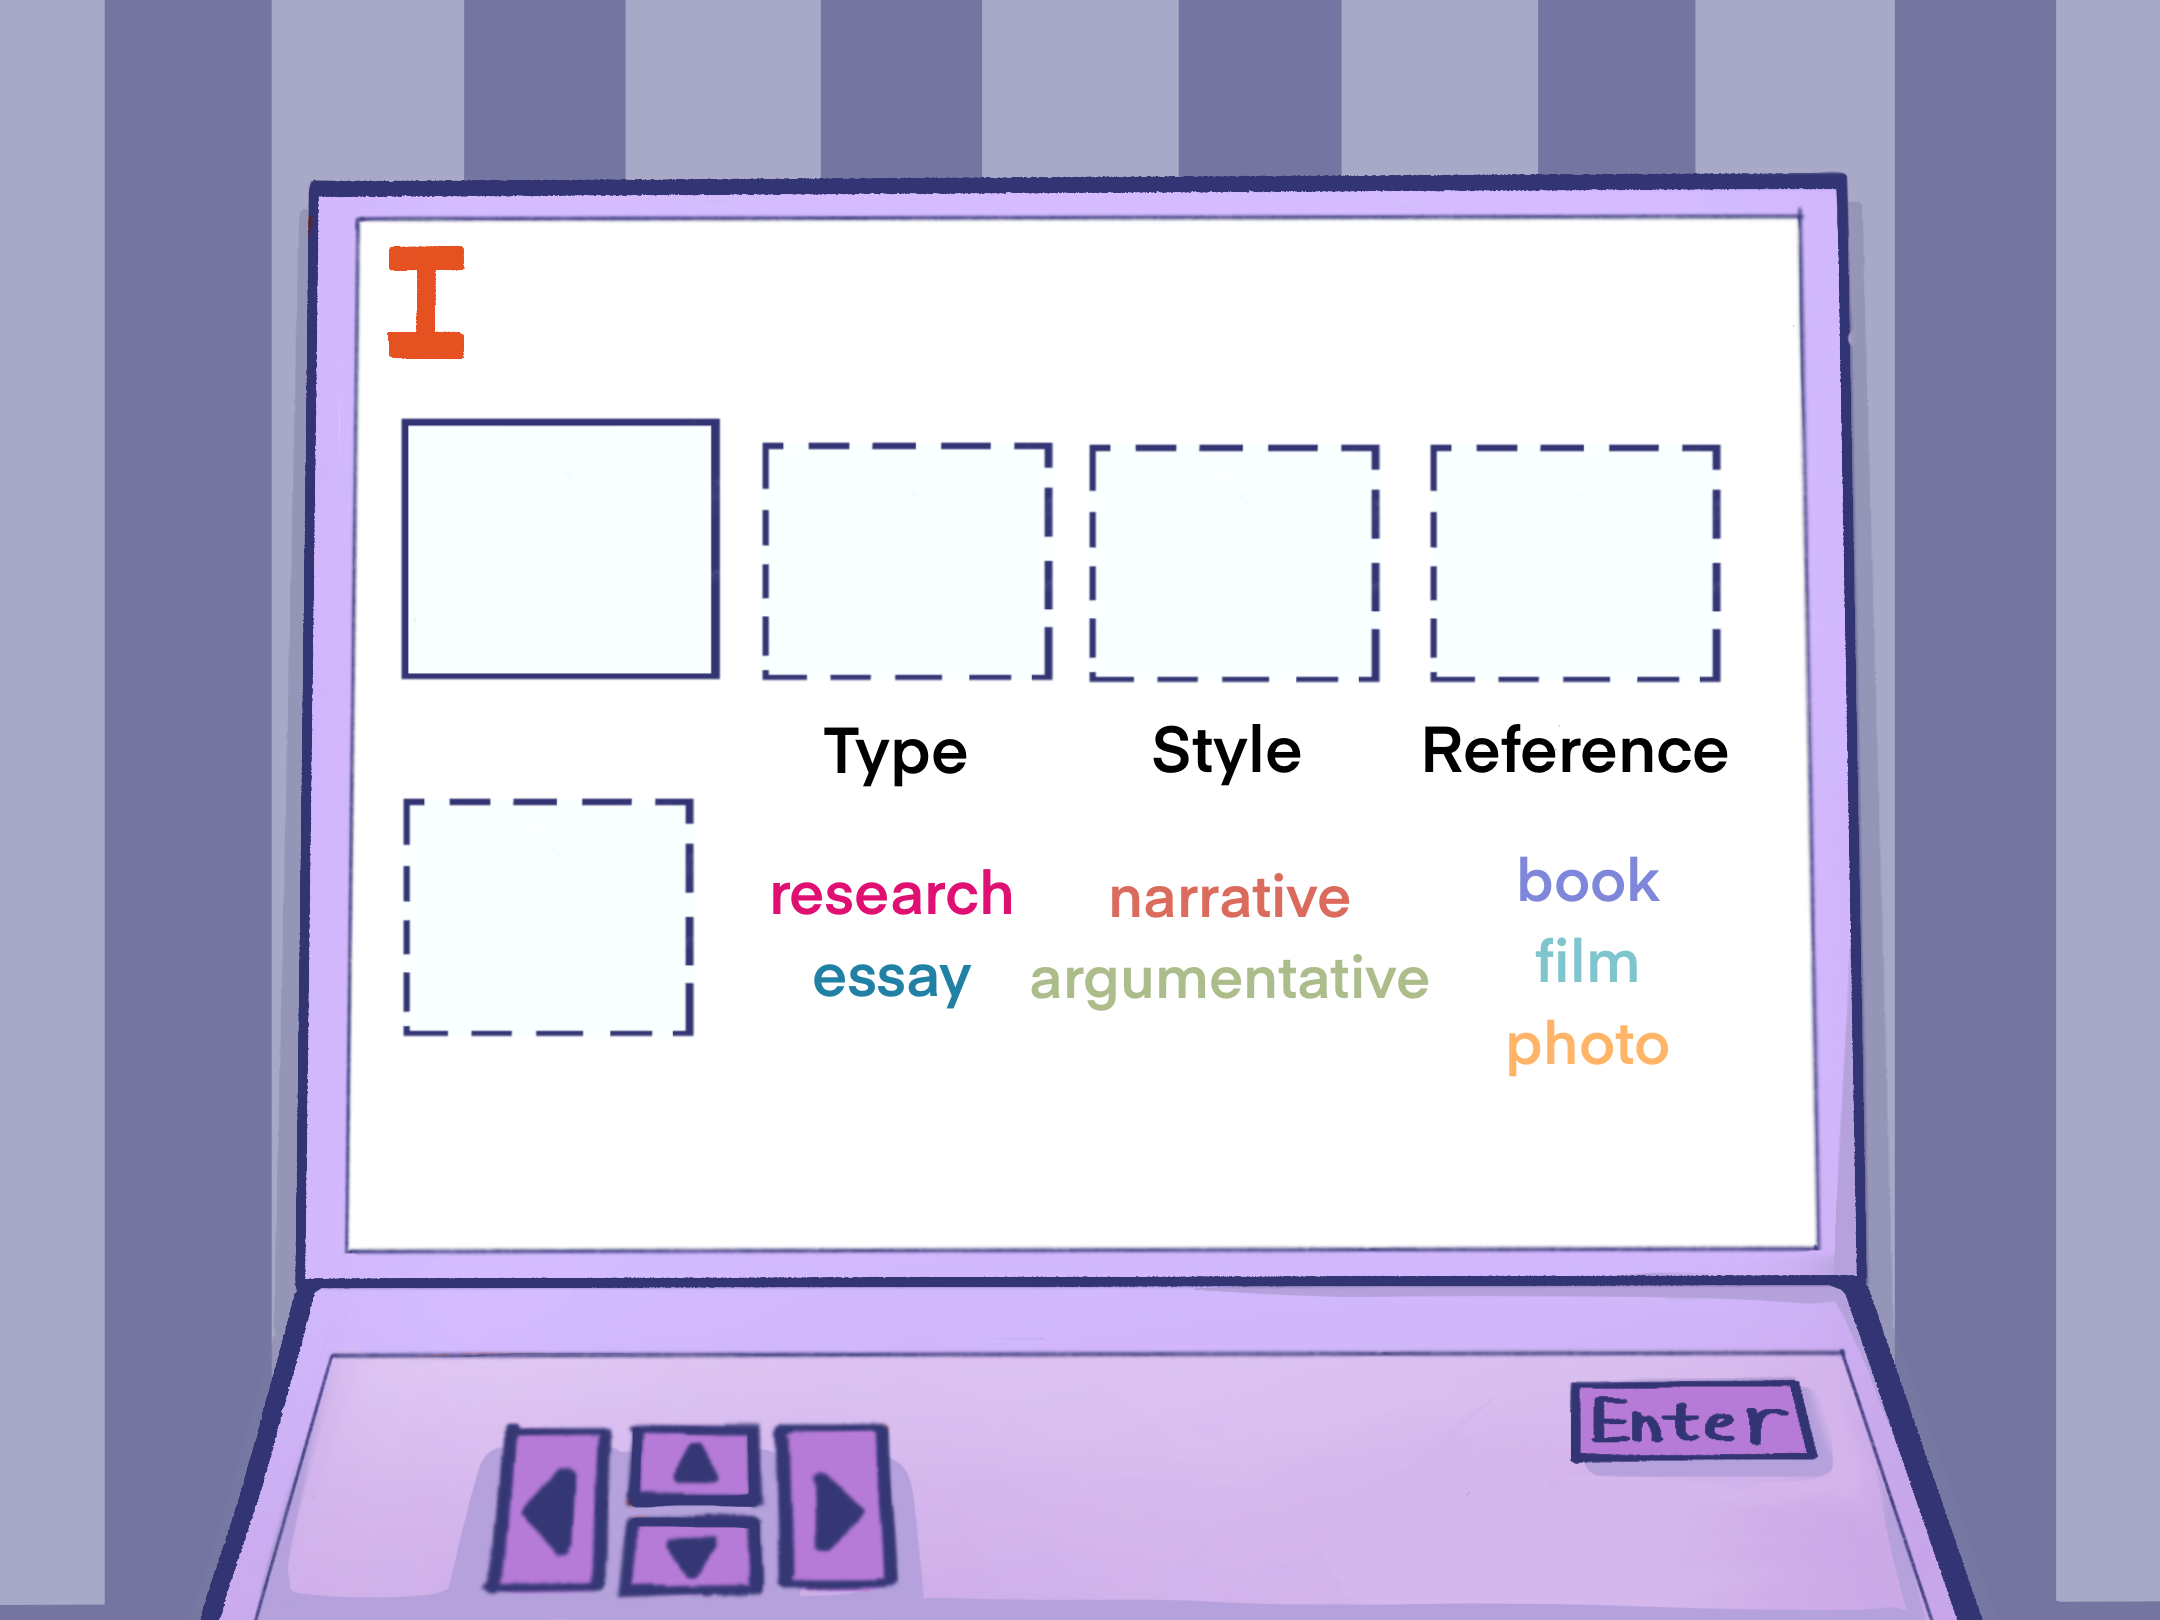 I
Type Style Reference
research narrative book
essay argumentative film
photo
Enter